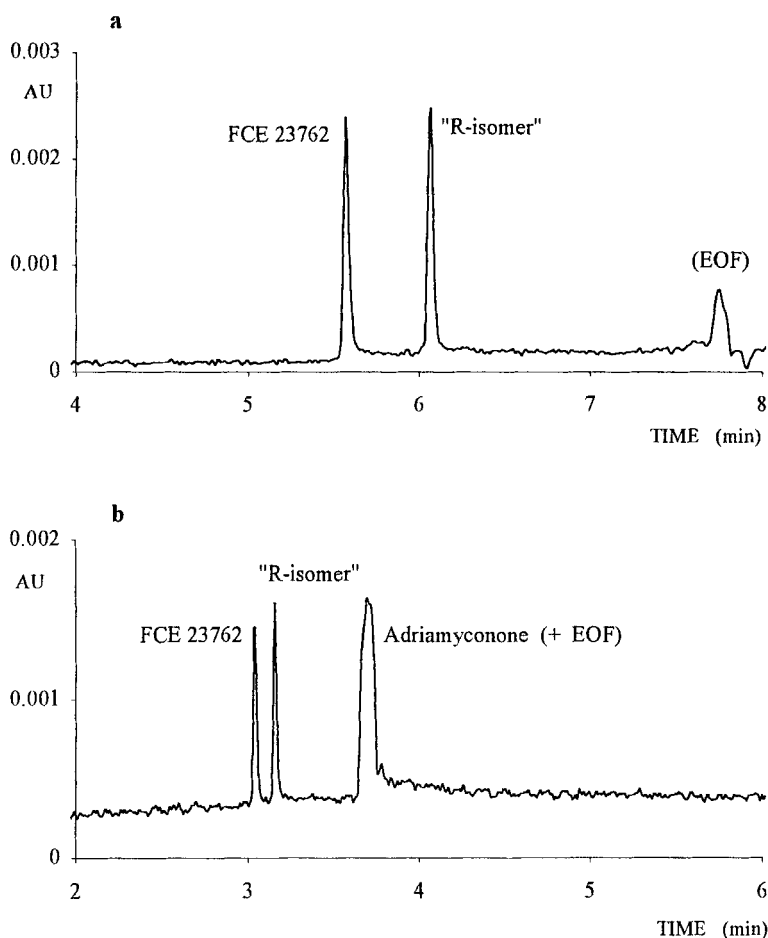 a
0.003
AU
FCE 23762
"R-isomer"
0.002
0.001
(EOF)
0
4 5 6 7 8
TIME (min)
b
0.002
AU
"R-isomer"
FCE 23762
Adriamyconone (+ EOF)
0.001
0
2 3 4 5 6
TIME (min)